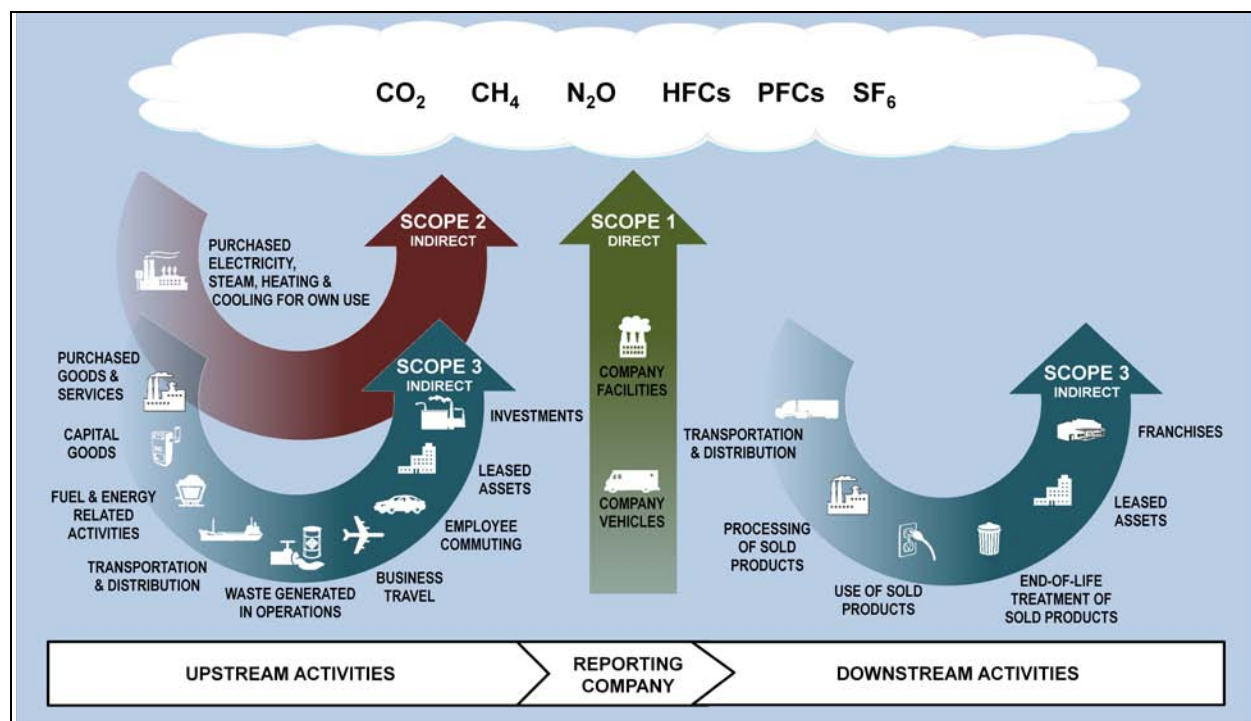 CO2 CH4 N2O HFCs PFCs SF6
SCOPE 2
INDIRECT
PURCHASED
ELECTRICITY,
STEAM, HEATING &
COOLING FOR OWN USE
SCOPE 1
DIRECT
COMPANY
FACILITIES
COMPANY
VEHICLES
SCOPE 3
INDIRECT
PURCHASED
GOODS &
SERVICES
CAPITAL
GOODS
FUEL & ENERGY
RELATED
ACTIVITIES
TRANSPORTATION
& DISTRIBUTION
WASTE GENERATED
IN OPERATIONS
BUSINESS
TRAVEL
EMPLOYEE
COMMUTING
LEASED
ASSETS
INVESTMENTS
SCOPE 3
INDIRECT
TRANSPORTATION
& DISTRIBUTION
PROCESSING
OF SOLD
PRODUCTS
USE OF SOLD
PRODUCTS
END-OF-LIFE
TREATMENT OF
SOLD PRODUCTS
LEASED
ASSETS
FRANCHISES
UPSTREAM ACTIVITIES
REPORTING
COMPANY
DOWNSTREAM ACTIVITIES